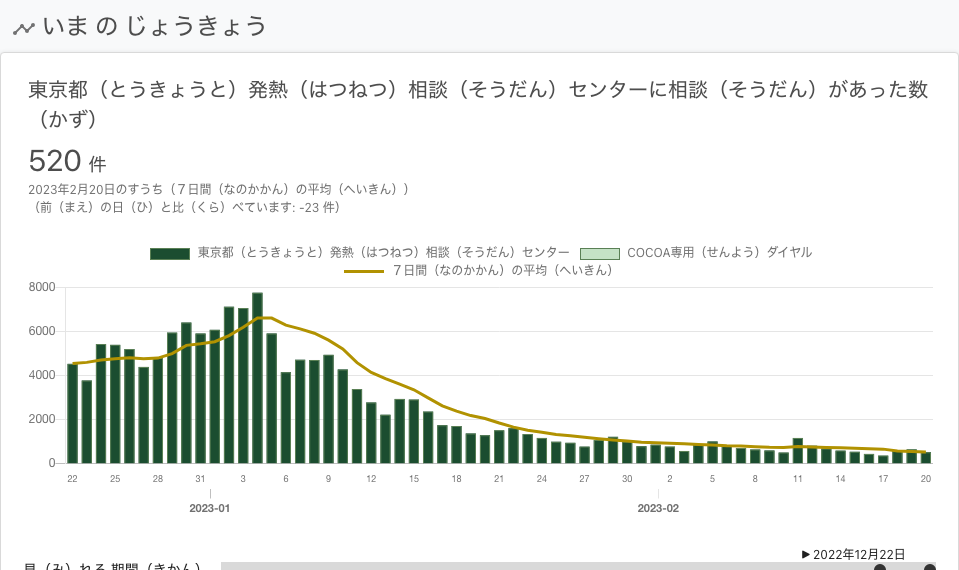 いま の じょうきょう
東京都（とうきょうと）発熱（はつねつ）相談（そうだん）センターに相談（そうだん）があった数
（かず）
520 件
2023年2月20日のすうち（７日間（なのかかん）の平均（へいきん））
（前（まえ）の日（ひ）と比（くら）べています: -23 件）
東京都（とうきょうと）発熱（はつねつ）相談（そうだん）センター COCOA専用（せんよう）ダイヤル
７日間（なのかかん）の平均（へいきん）
8000
6000
4000
2000
0
22 25 28 31 3 6 9 12 15 18 21 24 27 30 2 5 8 11 14 17 20
2023-01 2023-02
▶ 2022年12月22日
見（み）れる 期間（きかん）